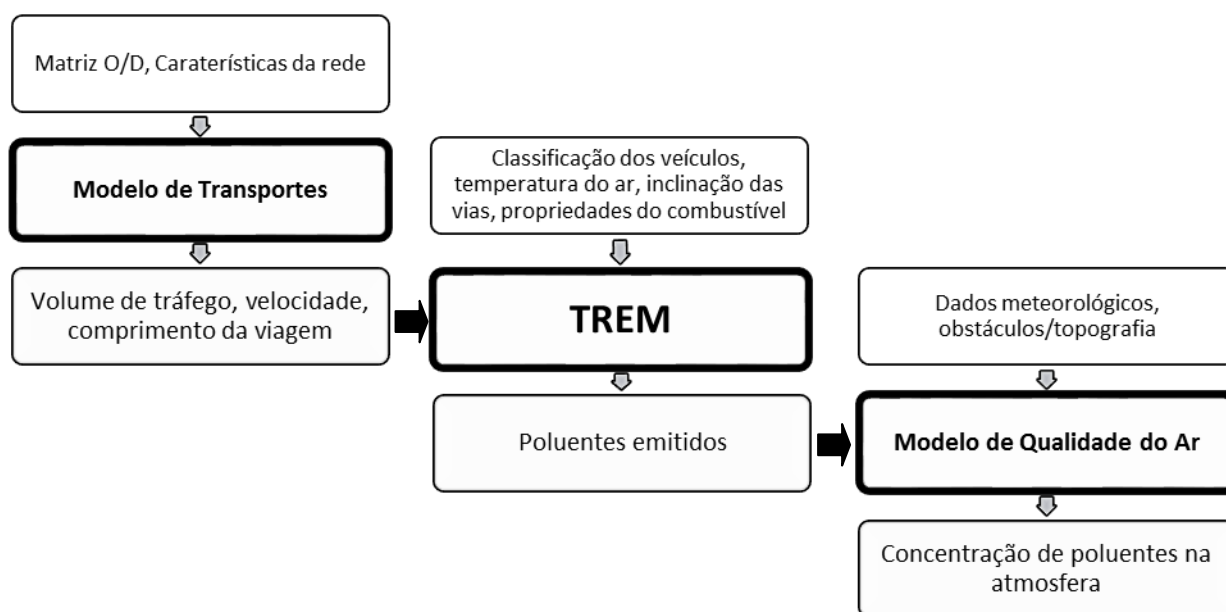 Matriz O/D, Caraterísticas da rede
Modelo de Transportes
Volume de tráfego, velocidade,
comprimento da viagem
Classificação dos veículos,
temperatura do ar, inclinação das
vias, propriedades do combustível
TREM
Poluentes emitidos
Dados meteorológicos,
obstáculos/topografia
Modelo de Qualidade do Ar
Concentração de poluentes na
atmosfera